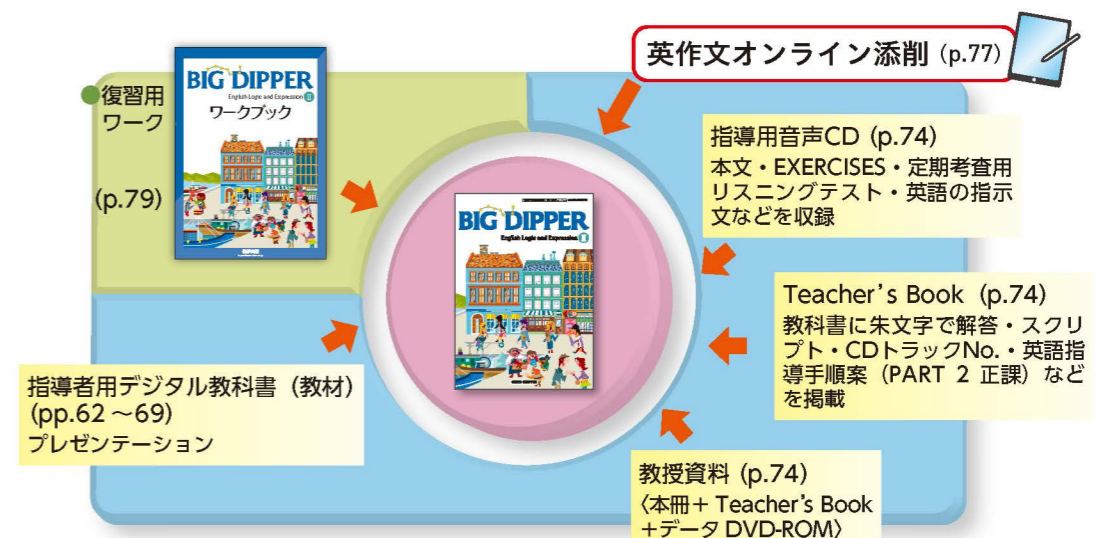 英作文オンライン添削 (p.77)
BIG DIPPER
English Logic and Expression II
ワークブック
●復習用
ワーク
(p.79)
指導用音声CD (p.74)
本文・EXERCISES・定期考査用
リスニングテスト・英語の指示
文などを収録
BIG DIPPER
English Logic and Expression II
Teacher's Book (p.74)
教科書に朱文字で解答・スクリ
プト・CDトラックNo.・英語指
導手順案（PART 2 正課）など
を掲載
指導者用デジタル教科書（教材）
(pp.62～69)
プレゼンテーション
教授資料 (p.74)
〈本冊＋Teacher's Book
＋データ DVD-ROM〉